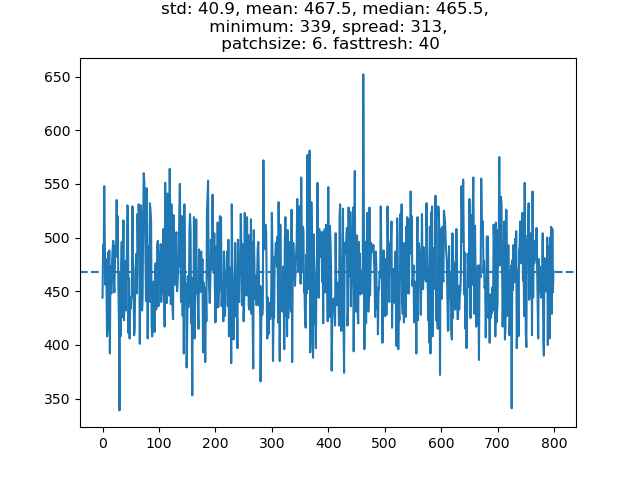 std: 40.9, mean: 467.5, median: 465.5,
minimum: 339, spread: 313,
patchsize: 6. fasttresh: 40
650
600
550
500
450
400
350
0 100 200 300 400 500 600 700 800